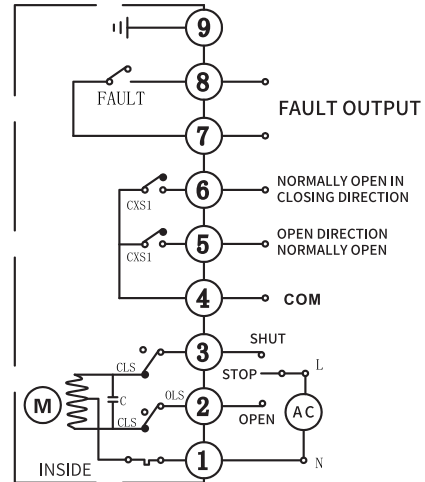 9
8
FAULT
FAULT OUTPUT
7
6
NORMALLY OPEN IN
CLOSING DIRECTION
CXS1
5
OPEN DIRECTION
NORMALLY OPEN
CXS1
4
COM
3
SHUT
CLS
STOP
L
M
C
OLS
2
OPEN
AC
CLS
1
N
INSIDE